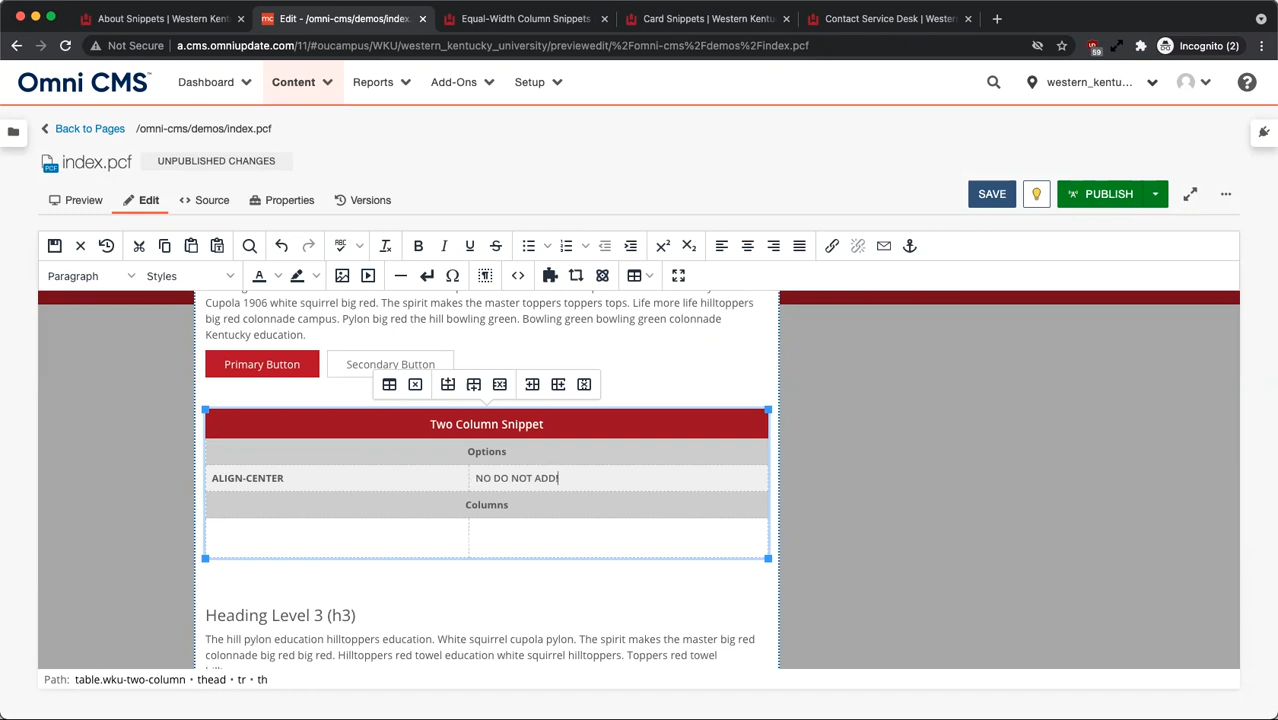 About Snippets | Western Kentu
Edit - /omni-cms/demos/index.
Equal-Width Column Snippets
Card Snippets | Western Kentu
Contact Service Desk | Western
Not Secure
a.cms.omniupdate.com/11/#oucampus/WKU/western_kentucky_university/previewedit/%2Fomni-cms%2Fdemos%2Findex.pcf
59
Incognito (2)
Omni CMS™
Dashboard
Content
Reports
Add-Ons
Setup
western_kentu...
Back to Pages
/omni-cms/demos/index.pcf
PCF
index.pcf
UNPUBLISHED CHANGES
Preview
Edit
Source
Properties
Versions
SAVE
PUBLISH
Paragraph
Styles
Cupola 1906 white squirrel big red. The spirit makes the master toppers toppers tops. Life more life hilltoppers
big red colonnade campus. Pylon big red the hill bowling green. Bowling green bowling green colonnade
Kentucky education.
Primary Button
Secondary Button
Two Column Snippet
Options
ALIGN-CENTER
NO DO NOT ADD!
Columns
Heading Level 3 (h3)
The hill pylon education hilltoppers education. White squirrel cupola pylon. The spirit makes the master big red
colonnade big red big red. Hilltoppers red towel education white squirrel hilltoppers. Toppers red towel
Path: table.wku-two-column • thead • tr • th